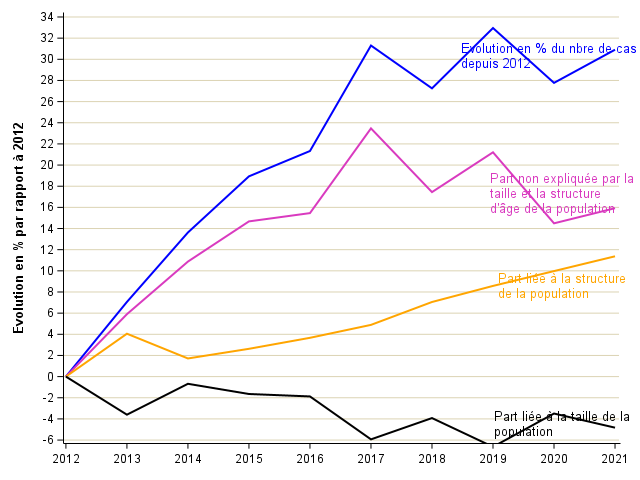 34
32
30
28
26
24
22
20
18
16
14
12
10
8
6
4
2
0
-2
-4
-6
Evolution en % par rapport à 2012
Evolution en % du nbre de cas
depuis 2012
Part non expliquée par la
taille et la structure
d'âge de la population
Part liée à la structure
de la population
Part liée à la taille de la
population
2012 2013 2014 2015 2016 2017 2018 2019 2020 2021